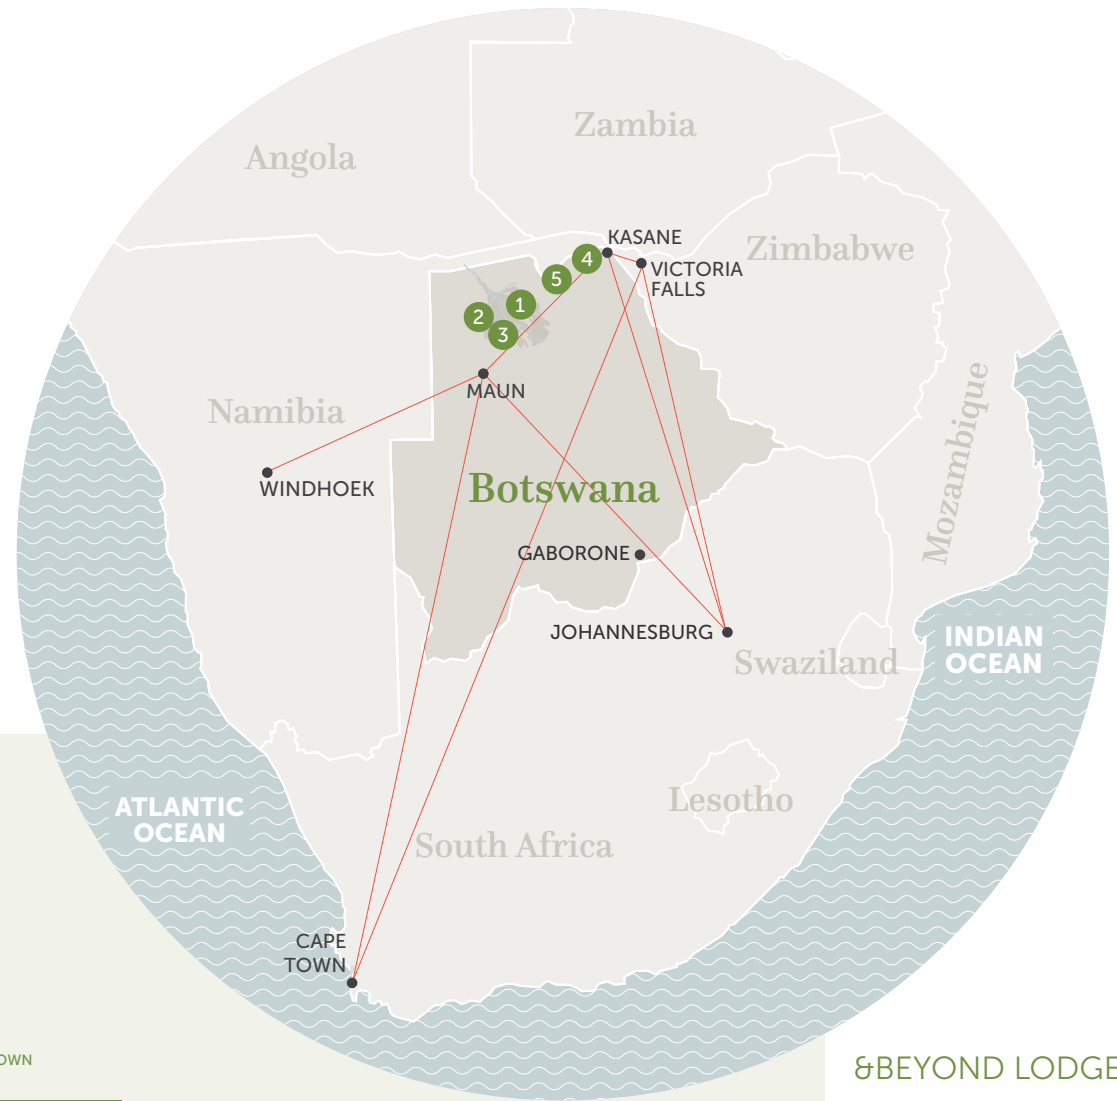 Zambia
Angola
KASANE
Zimbabwe
4
VICTORIA
FALLS
5
1
2
3
MAUN
Namibia
Mozambique
WINDHOEK
Botswana
GABORONE
JOHANNESBURG
INDIAN
OCEAN
Swaziland
Lesotho
ATLANTIC
OCEAN
South Africa
CAPE
TOWN
OWN
&BEYOND LODGE